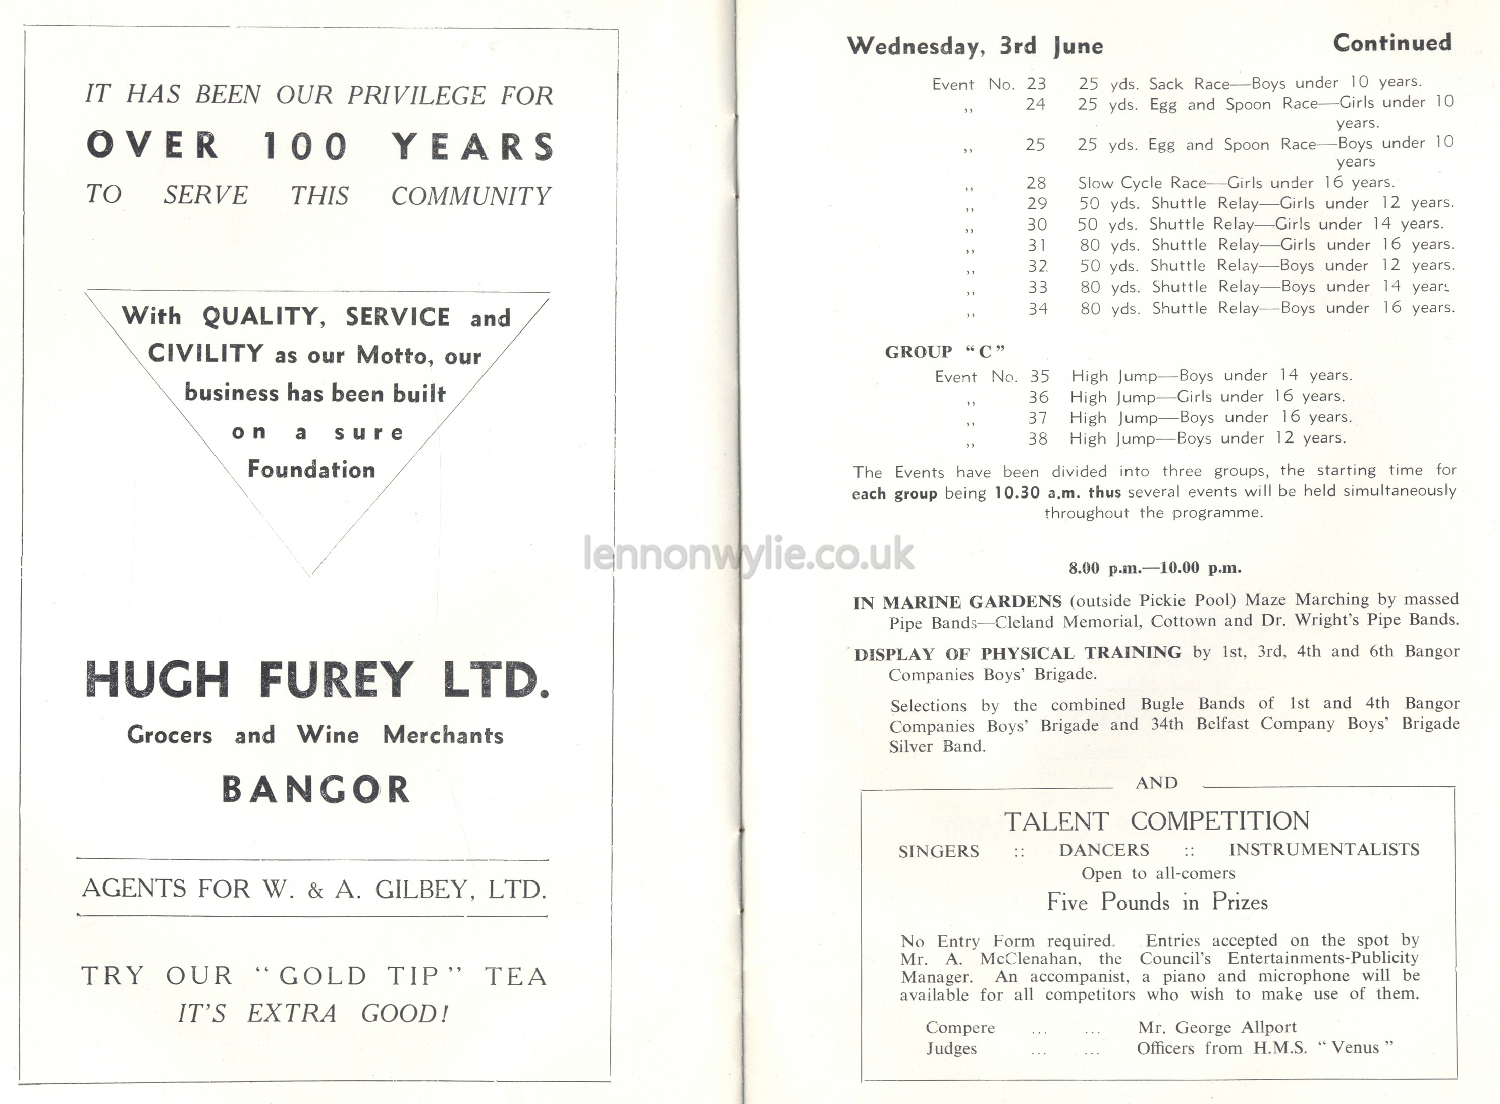 IT HAS BEEN OUR PRIVILEGE FOR
OVER 100 YEARS
TO SERVE THIS COMMUNITY
With QUALITY, SERVICE and
CIVILITY as our Motto, our
business has been built
on a sure
Foundation
HUGH FUREY LTD.
Grocers and Wine Merchants
BANGOR
AGENTS FOR W. & A. GILBEY, LTD.
TRY OUR “GOLD TIP” TEA
IT'S EXTRA GOOD!
lennonwylie.co.uk
Wednesday, 3rd June Continued
Event No. 23 25 yds. Sack Race—Boys under 10 years.
,, 24 25 yds. Egg and Spoon Race—Girls under 10
years.
,, 25 25 yds. Egg and Spoon Race—Boys under 10
years
,, 28 Slow Cycle Race—Girls under 16 years.
,, 29 50 yds. Shuttle Relay—Girls under 12 years.
,, 30 50 yds. Shuttle Relay—Girls under 14 years.
,, 31 80 yds. Shuttle Relay—Girls under 16 years.
,, 32 50 yds. Shuttle Relay—Boys under 12 years.
,, 33 80 yds. Shuttle Relay—Boys under 14 years
,, 34 80 yds. Shuttle Relay—Boys under 16 years.
GROUP “C”
Event No. 35 High Jump—Boys under 14 years.
,, 36 High Jump—Girls under 16 years.
,, 37 High Jump—Boys under 16 years.
,, 38 High Jump—Boys under 12 years.
The Events have been divided into three groups, the starting time for
each group being 10.30 a.m. thus several events will be held simultaneously
throughout the programme.
8.00 p.m.—10.00 p.m.
IN MARINE GARDENS (outside Pickie Pool) Maze Marching by massed
Pipe Bands—Cleland Memorial, Cottown and Dr. Wright's Pipe Bands.
DISPLAY OF PHYSICAL TRAINING by 1st, 3rd, 4th and 6th Bangor
Companies Boys' Brigade.
Selections by the combined Bugle Bands of 1st and 4th Bangor
Companies Boys' Brigade and 34th Belfast Company Boys' Brigade
Silver Band.
AND
TALENT COMPETITION
SINGERS :: DANCERS :: INSTRUMENTALISTS
Open to all-comers
Five Pounds in Prizes
No Entry Form required. Entries accepted on the spot by
Mr. A. McClenahan, the Council's Entertainments-Publicity
Manager. An accompanist, a piano and microphone will be
available for all competitors who wish to make use of them.
Compere ... ... Mr. George Allport
Judges ... ... Officers from H.M.S. “Venus”